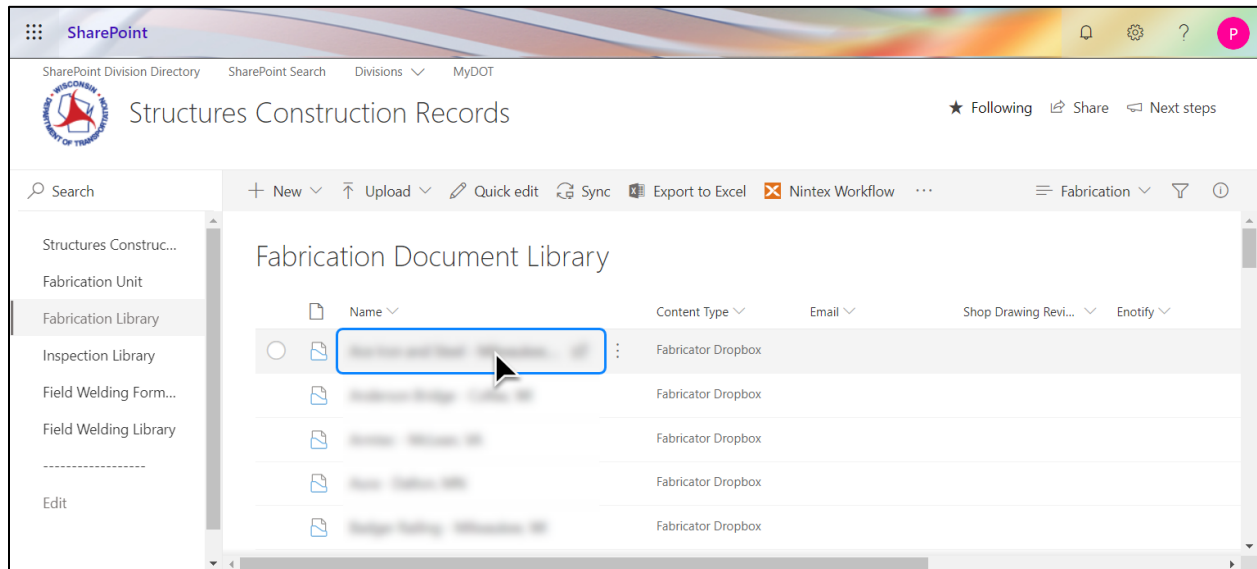 SharePoint
P
SharePoint Division Directory SharePoint Search Divisions MyDOT
WISCONSIN
DEPARTMENT OF TRANSPORTATION
Structures Construction Records
Following Share Next steps
Search
New Upload Quick edit Sync Export to Excel Nintex Workflow ... Fabrication
Structures Construc...
Fabrication Unit
Fabrication Library
Inspection Library
Field Welding Form...
Field Welding Library
------------------
Edit
Fabrication Document Library
Name Content Type Email Shop Drawing Revi... Enotify
Fabricator Dropbox
Fabricator Dropbox
Fabricator Dropbox
Fabricator Dropbox
Fabricator Dropbox